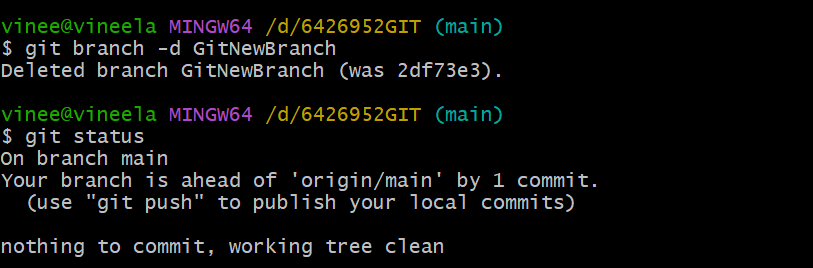 vinee@vineela MINGW64 /d/6426952GIT (main)
$ git branch -d GitNewBranch
Deleted branch GitNewBranch (was 2df73e3).
vinee@vineela MINGW64 /d/6426952GIT (main)
$ git status
On branch main
Your branch is ahead of 'origin/main' by 1 commit.
  (use "git push" to publish your local commits)
nothing to commit, working tree clean